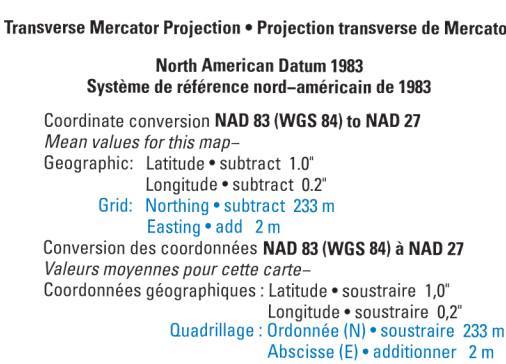 Transverse Mercator Projection • Projection transverse de Mercato
North American Datum 1983
Système de référence nord–américain de 1983
Coordinate conversion NAD 83 (WGS 84) to NAD 27
Mean values for this map–
Geographic: Latitude • subtract 1.0"
Longitude • subtract 0.2"
Grid: Northing • subtract 233 m
Easting • add 2 m
Conversion des coordonnées NAD 83 (WGS 84) à NAD 27
Valeurs moyennes pour cette carte–
Coordonnées géographiques : Latitude • soustraire 1,0"
Longitude • soustraire 0,2"
Quadrillage : Ordonnée (N) • soustraire 233 m
Abscisse (E) • additionner 2 m